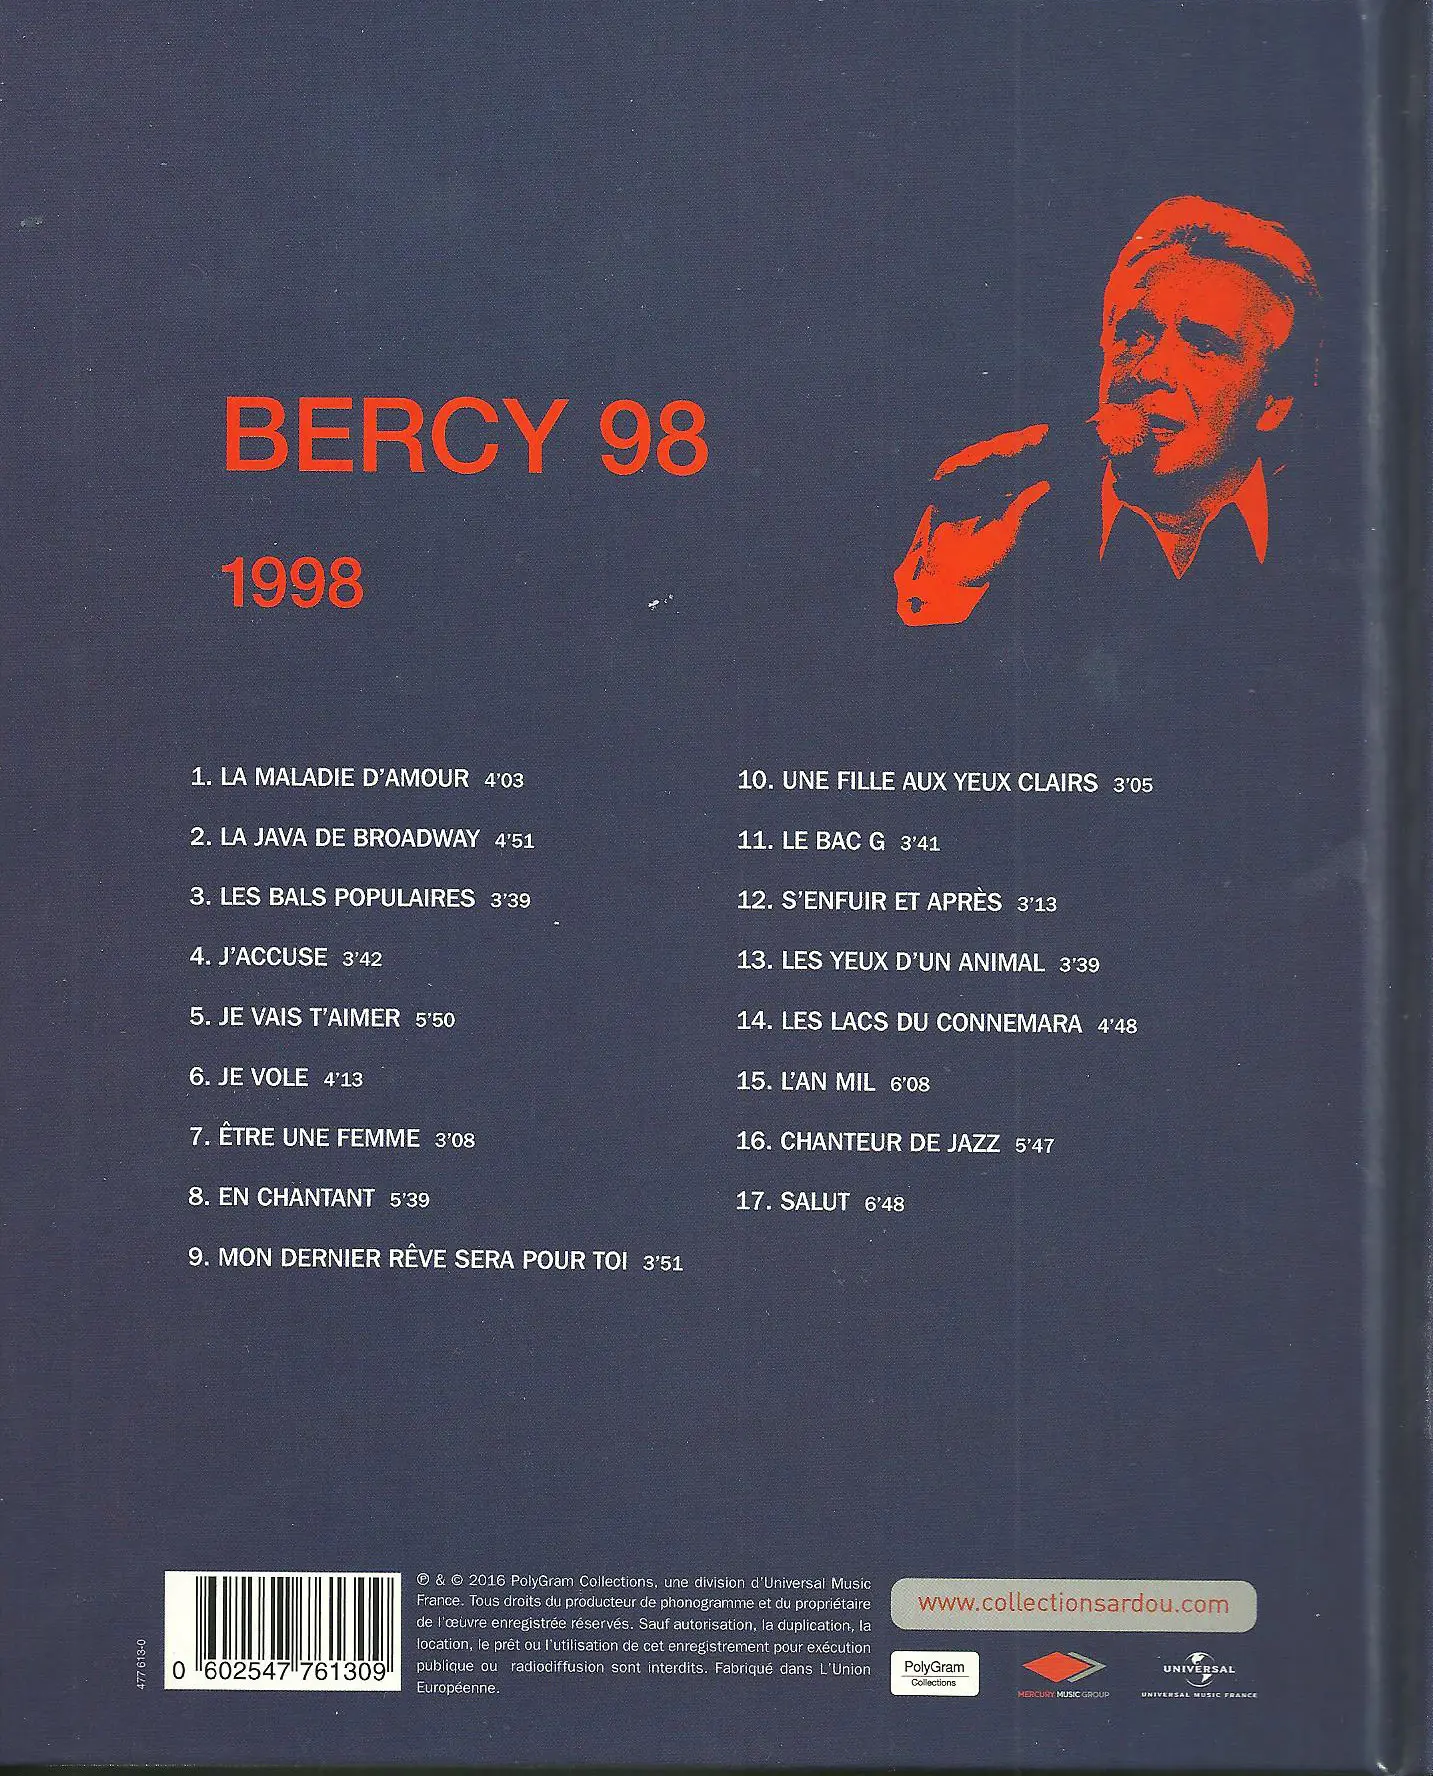 BERCY 98
1998
1. LA MALADIE D'AMOUR 4'03
2. LA JAVA DE BROADWAY 4'51
3. LES BALS POPULAIRES 3'39
4. J'ACCUSE 3'42
5. JE VAIS T'AIMER 5'50
6. JE VOLE 4'13
7. ÊTRE UNE FEMME 3'08
8. EN CHANTANT 5'39
9. MON DERNIER RÊVE SERA POUR TOI 3'51
10. UNE FILLE AUX YEUX CLAIRS 3'05
11. LE BAC G 3'41
12. S'ENFUIR ET APRÈS 3'13
13. LES YEUX D'UN ANIMAL 3'39
14. LES LACS DU CONNEMARA 4'48
15. L'AN MIL 6'08
16. CHANTEUR DE JAZZ 5'47
17. SALUT 6'48
477 613-0
0 602547 761309
℗ & © 2016 PolyGram Collections, une division d'Universal Music
France. Tous droits du producteur de phonogramme et du propriétaire
de l'œuvre enregistrée réservés. Sauf autorisation, la duplication, la
location, le prêt ou l'utilisation de cet enregistrement pour exécution
publique ou radiodiffusion sont interdits. Fabriqué dans L'Union
Européenne.
www.collectionsardou.com
PolyGram
Collections
MERCURY MUSIC GROUP
UNIVERSAL
UNIVERSAL MUSIC FRANCE